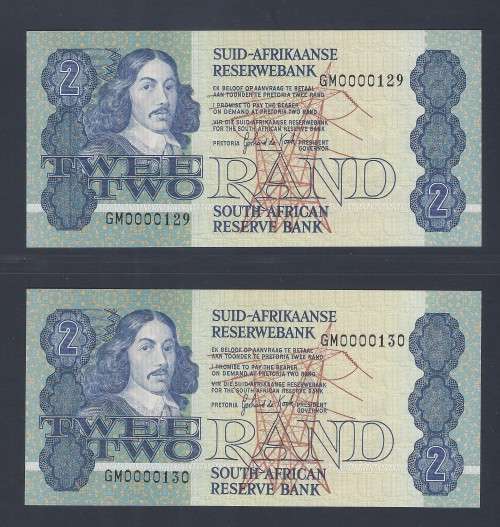 2
SUID-AFRIKAANSE
RESERWEBANK
GM0000129
EK BELOOF OP AANVRAAG TE BETAAL
AAN TOONDER TE PRETORIA TWEE RAND
I PROMISE TO PAY THE BEARER
ON DEMAND AT PRETORIA TWO RAND
VIR DIE SUID-AFRIKAANSE RESERWEBANK
FOR THE SOUTH AFRICAN RESERVE BANK
PRETORIA
PRESIDENT
GOVERNOR
TWEE
TWO
RAND
2
GM0000129
SOUTH AFRICAN
RESERVE BANK
2
SUID-AFRIKAANSE
RESERWEBANK
GM0000130
EK BELOOF OP AANVRAAG TE BETAAL
AAN TOONDER TE PRETORIA TWEE RAND
I PROMISE TO PAY THE BEARER
ON DEMAND AT PRETORIA TWO RAND
VIR DIE SUID-AFRIKAANSE RESERWEBANK
FOR THE SOUTH AFRICAN RESERVE BANK
PRETORIA
PRESIDENT
GOVERNOR
TWEE
TWO
RAND
2
GM0000130
SOUTH AFRICAN
RESERVE BANK